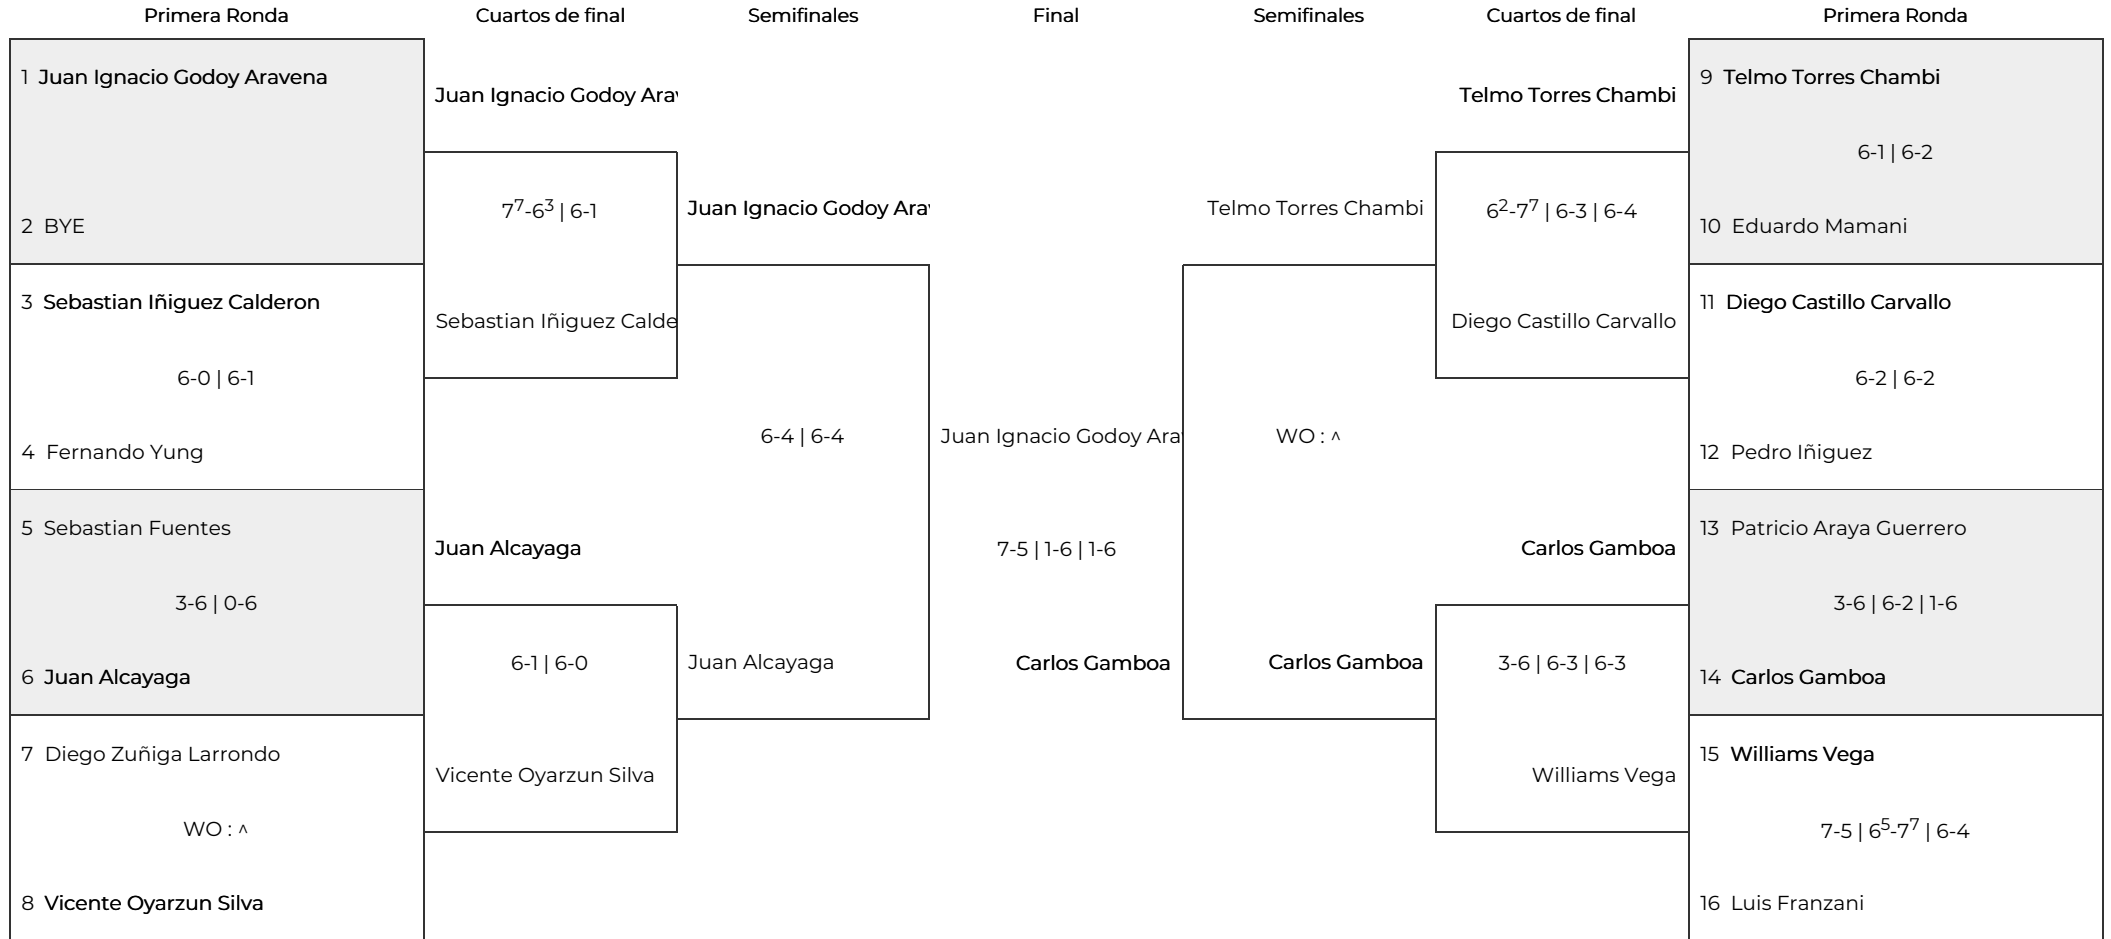 Primera Ronda
Cuartos de final
Semifinales
Final
Semifinales
Cuartos de final
Primera Ronda
1 Juan Ignacio Godoy Aravena
2 BYE
3 Sebastian Iñiguez Calderon
6-0 | 6-1
4 Fernando Yung
5 Sebastian Fuentes
3-6 | 0-6
6 Juan Alcayaga
7 Diego Zuñiga Larrondo
WO : ^
8 Vicente Oyarzun Silva
Juan Ignacio Godoy Ara
7⁷-6³ | 6-1
Sebastian Iñiguez Calde
Juan Alcayaga
6-1 | 6-0
Vicente Oyarzun Silva
Juan Ignacio Godoy Ara
6-4 | 6-4
Juan Alcayaga
Juan Ignacio Godoy Ara
7-5 | 1-6 | 1-6
Carlos Gamboa
Telmo Torres Chambi
WO : ^
Carlos Gamboa
Telmo Torres Chambi
6²-7⁷ | 6-3 | 6-4
Diego Castillo Carvallo
Carlos Gamboa
3-6 | 6-3 | 6-3
Williams Vega
9 Telmo Torres Chambi
6-1 | 6-2
10 Eduardo Mamani
11 Diego Castillo Carvallo
6-2 | 6-2
12 Pedro Iñiguez
13 Patricio Araya Guerrero
3-6 | 6-2 | 1-6
14 Carlos Gamboa
15 Williams Vega
7-5 | 6⁵-7⁷ | 6-4
16 Luis Franzani